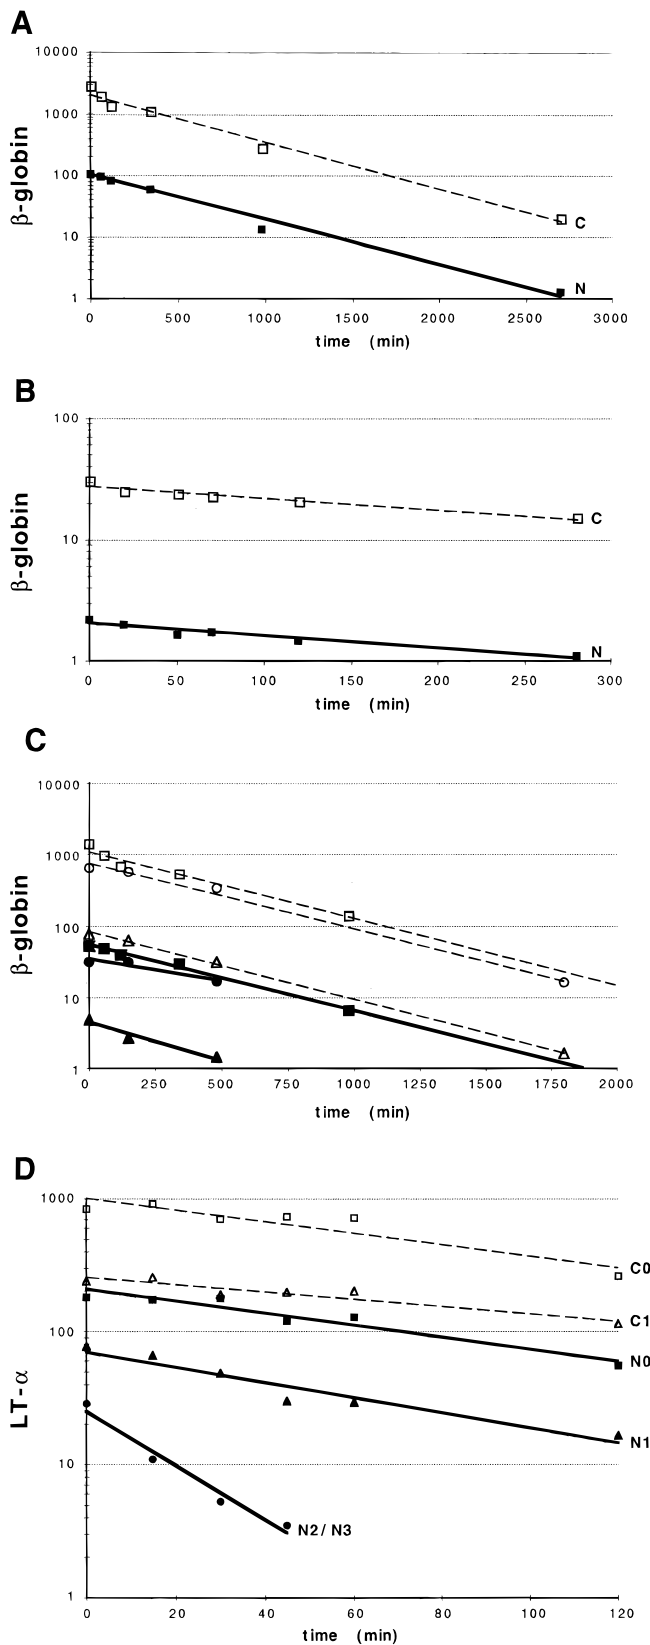 A
10000
1000
100
10
1
β-globin
C
N
0 500 1000 1500 2000 2500 3000
time (min)
B
100
10
1
β-globin
C
N
0 50 100 150 200 250 300
time (min)
C
10000
1000
100
10
1
β-globin
0 250 500 750 1000 1250 1500 1750 2000
time (min)
D
1000
100
10
1
LT-α
C0
C1
N0
N1
N2/N3
0 20 40 60 80 100 120
time (min)